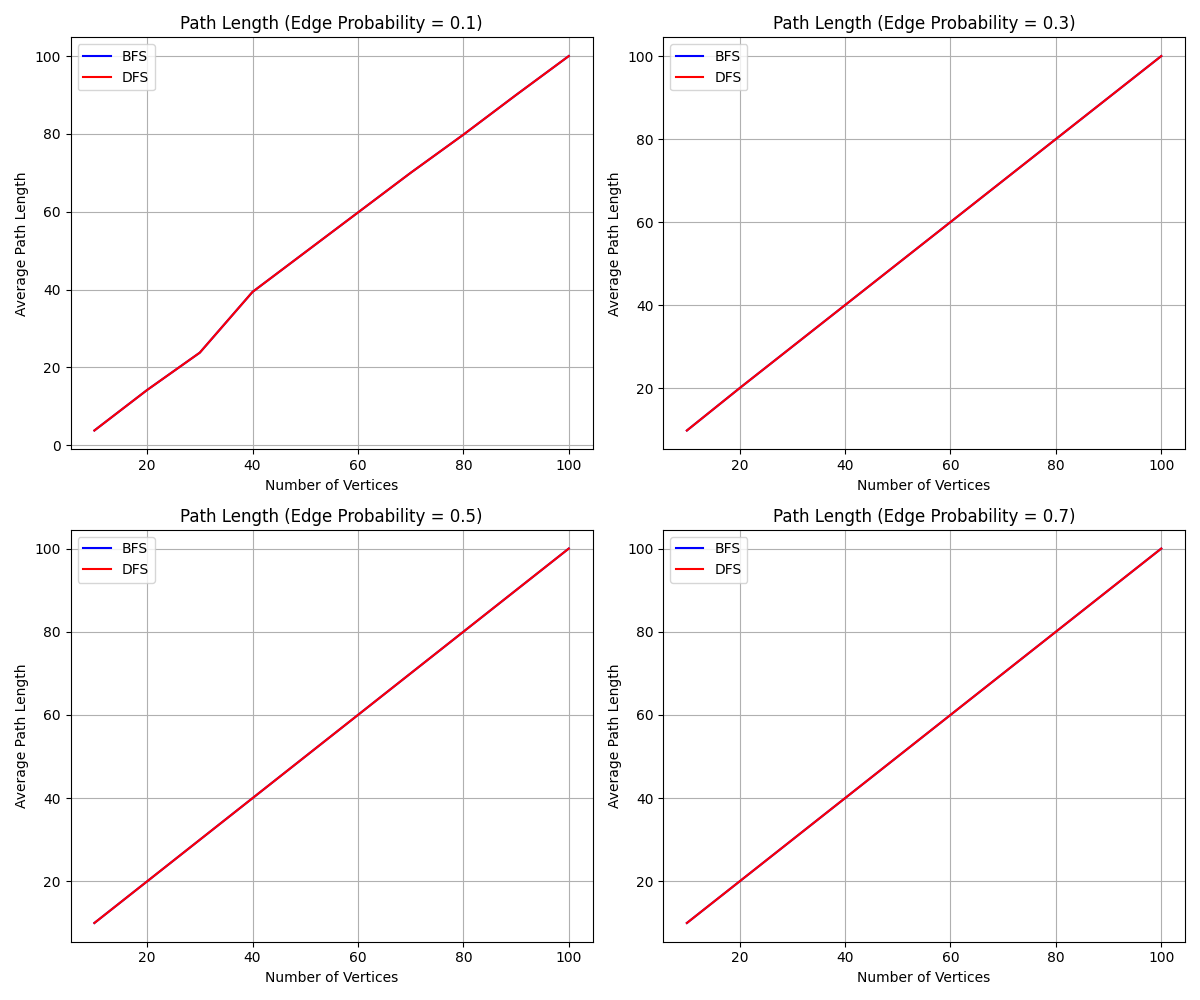 Path Length (Edge Probability = 0.1)
BFS
DFS
100
80
60
40
20
0
Average Path Length
20 40 60 80 100
Number of Vertices
Path Length (Edge Probability = 0.3)
BFS
DFS
100
80
60
40
20
Average Path Length
20 40 60 80 100
Number of Vertices
Path Length (Edge Probability = 0.5)
BFS
DFS
100
80
60
40
20
Average Path Length
20 40 60 80 100
Number of Vertices
Path Length (Edge Probability = 0.7)
BFS
DFS
100
80
60
40
20
Average Path Length
20 40 60 80 100
Number of Vertices